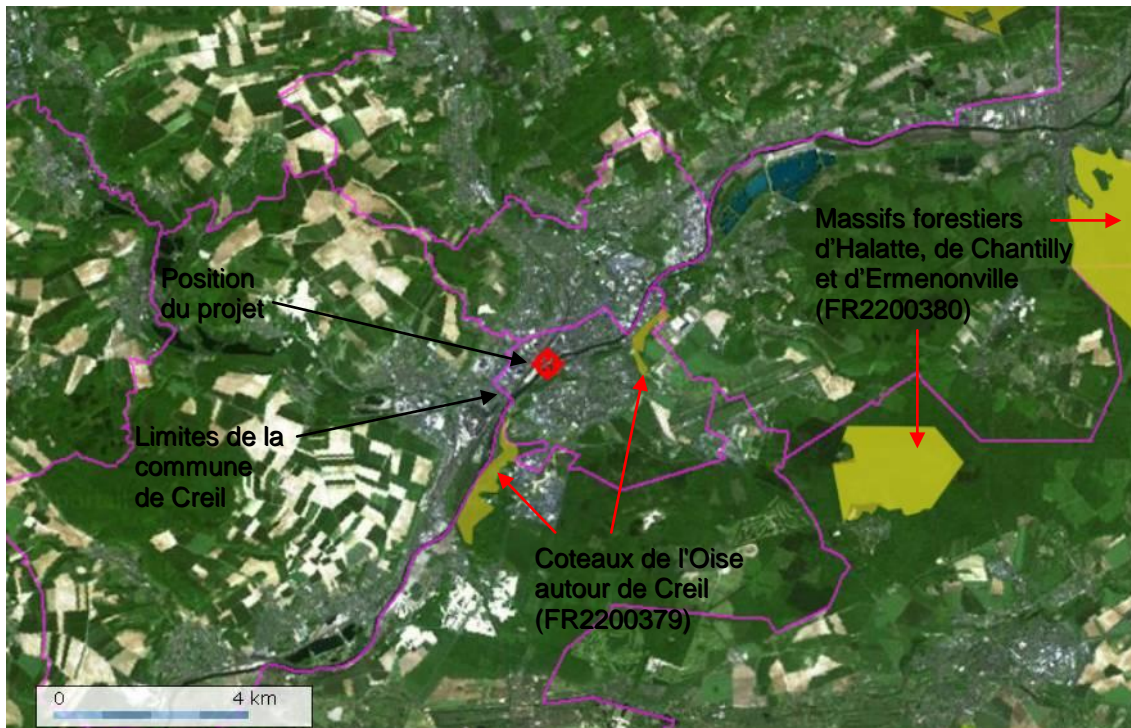 Massifs forestiers
d'Halatte, de Chantilly
et d'Ermenonville
(FR2200380)
Position
du projet
Limites de la
commune
de Creil
Coteaux de l'Oise
autour de Creil
(FR2200379)
0 4 km